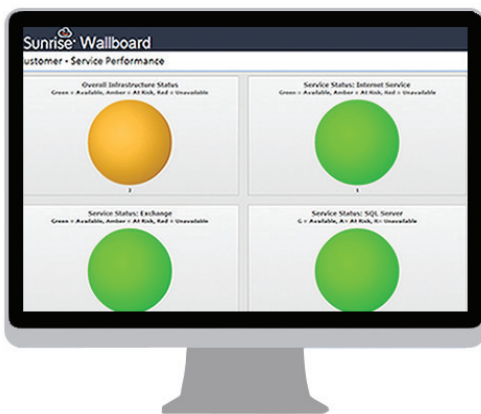 Sunrise Wallboard
ustomer - Service Performance
Overall Infrastructure Status
Green = Available, Amber = At Risk, Red = Unavailable
2
Service Status: Internet Service
Green = Available, Amber = At Risk, Red = Unavailable
1
Service Status: Exchange
Green = Available, Amber = At Risk, Red = Unavailable
Service Status: SQL Server
G = Available, A= At Risk, R= Unavailable